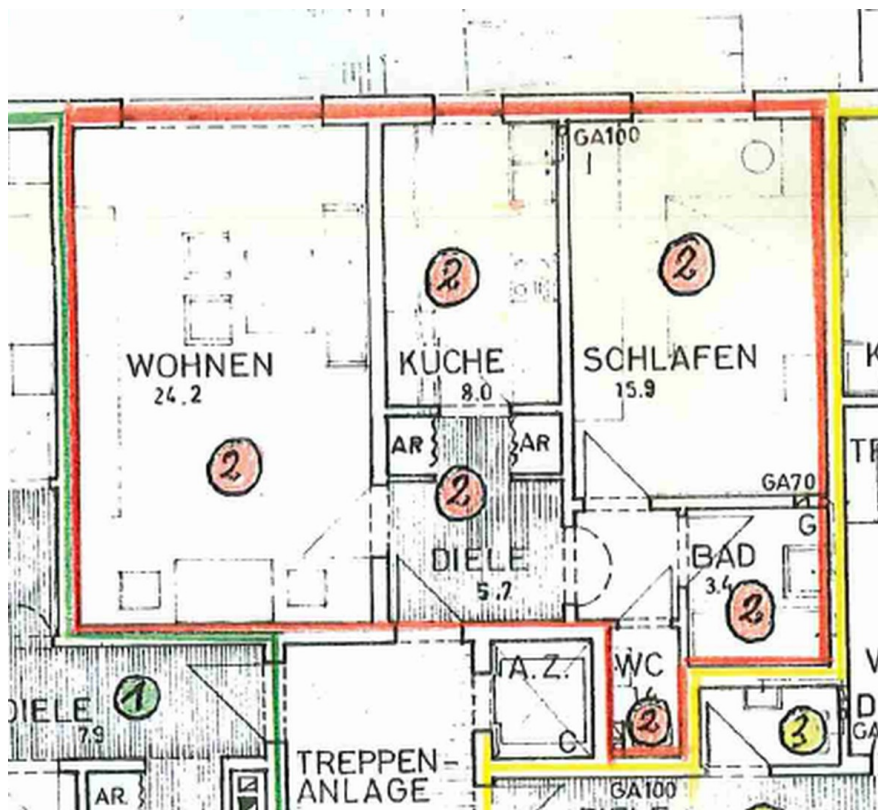 GA100
2
2
WOHNEN
24.2
KÜCHE
8.0
SCHLAFEN
15.9
K
2
AR
AR
2
GA70
G
DIELE
5.7
BAD
3.4
2
A.Z.
WC
2
DIELE
7.9
1
3
TREPPEN-
ANLAGE
AR.
GA100